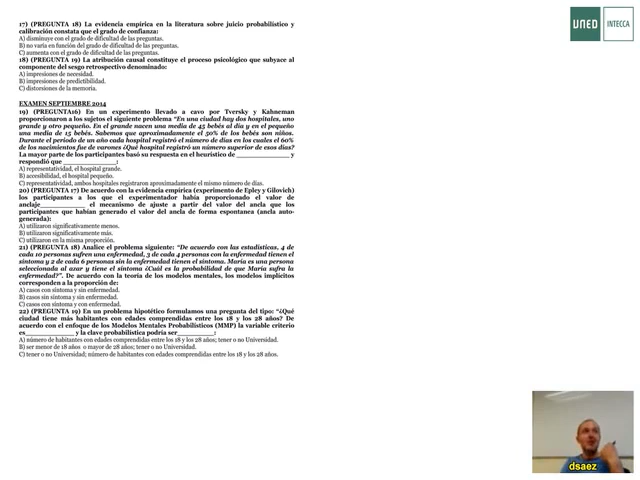 17) (PREGUNTA 18) La evidencia empírica en la literatura sobre juicio probabilístico y
calibración constata que el grado de confianza:
A) disminuye con el grado de dificultad de las preguntas.
B) no varía en función del grado de dificultad de las preguntas.
C) aumenta con el grado de dificultad de las preguntas.
18) (PREGUNTA 19) La atribución causal constituye el proceso psicológico que subyace al
componente del sesgo retrospectivo denominado:
A) impresiones de necesidad.
B) impresiones de predictibilidad.
C) distorsiones de la memoria.
EXAMEN SEPTIEMBRE 2014
19) (PREGUNTA16) En un experimento llevado a cavo por Tversky y Kahneman
proporcionaron a los sujetos el siguiente problema "En una ciudad hay dos hospitales, uno
grande y otro pequeño. En el grande nacen una media de 45 bebés al día y en el pequeño
una media de 15 bebés. Sabemos que aproximadamente el 50% de los bebés son niños.
Durante el período de un año cada hospital registró el número de días en los cuales el 60%
de los nacimientos fue de varones ¿Qué hospital registró un número superior de esos días?
La mayor parte de los participantes basó su respuesta en el heurístico de ____________ y
respondió que ____________:
A) representatividad, el hospital grande.
B) accesibilidad, el hospital pequeño.
C) representatividad, ambos hospitales registraron aproximadamente el mismo número de días.
20) (PREGUNTA 17) De acuerdo con la evidencia empírica (experimento de Epley y Gilovich)
los participantes a los que el experimentador había proporcionado el valor de
anclaje__________ el mecanismo de ajuste a partir del valor del ancla que los
participantes que habían generado el valor del ancla de forma espontanea (ancla auto-
generada):
A) utilizaron significativamente menos.
B) utilizaron significativamente más.
C) utilizaron en la misma proporción.
21) (PREGUNTA 18) Analice el problema siguiente: "De acuerdo con las estadísticas, 4 de
cada 10 personas sufren una enfermedad, 3 de cada 4 personas con la enfermedad tienen el
síntoma y 2 de cada 6 personas sin la enfermedad tienen el síntoma. María es una persona
seleccionada al azar y tiene el síntoma ¿Cuál es la probabilidad de que María sufra la
enfermedad?". De acuerdo con la teoría de los modelos mentales, los modelos implícitos
corresponden a la proporción de:
A) casos con síntoma y sin enfermedad.
B) casos sin síntoma y sin enfermedad.
C) casos con síntoma y con enfermedad.
22) (PREGUNTA 19) En un problema hipotético formulamos una pregunta del tipo: "¿Qué
ciudad tiene más habitantes con edades comprendidas entre los 18 y los 28 años? De
acuerdo con el enfoque de los Modelos Mentales Probabilísticos (MMP) la variable criterio
es____________ y la clave probabilística podría ser_________:
A) número de habitantes con edades comprendidas entre los 18 y los 28 años; tener o no Universidad.
B) ser menor de 18 años o mayor de 28 años; tener o no Universidad.
C) tener o no Universidad; número de habitantes con edades comprendidas entre los 18 y los 28 años.
UNED INTECCA
dsaez